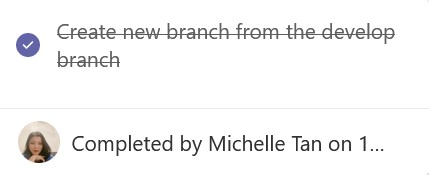 Create new branch from the develop
branch
Completed by Michelle Tan on 1...